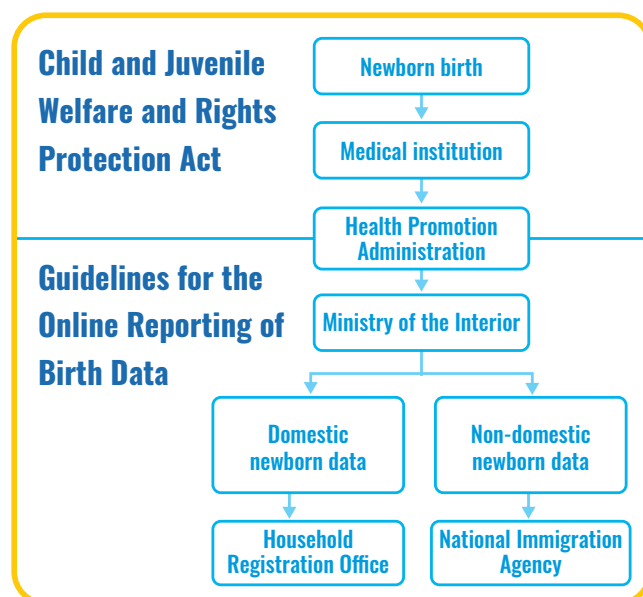 Child and Juvenile
Welfare and Rights
Protection Act
Newborn birth
Medical institution
Health Promotion
Administration
Guidelines for the
Online Reporting of
Birth Data
Ministry of the Interior
Domestic
newborn data
Non-domestic
newborn data
Household
Registration Office
National Immigration
Agency